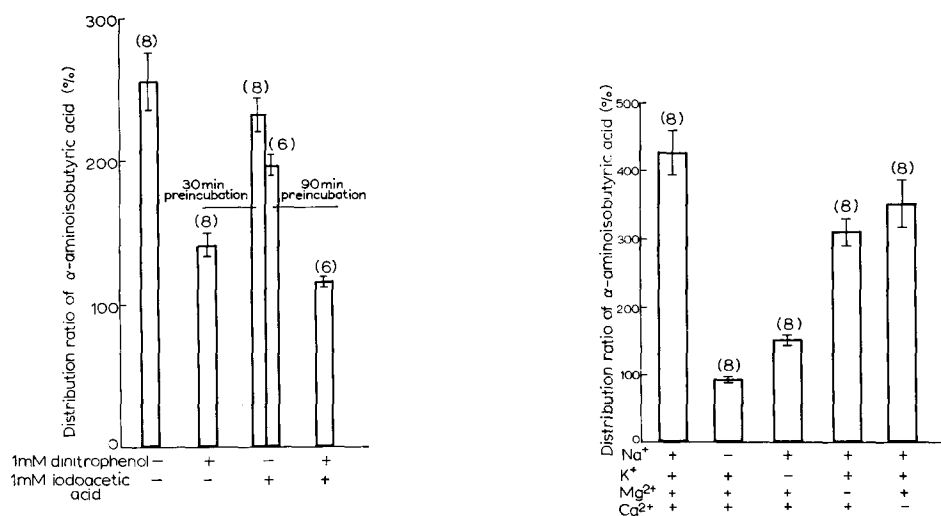 Distribution ratio of α-aminoisobutyric acid (%)
300
200
100
0
(8)
(8)
(8)
(6)
(6)
30min
preincubation
90min
preincubation
1mM dinitrophenol – + – +
1mM iodoacetic
acid – – + +
Distribution ratio of α-aminoisobutyric acid (%)
500
400
300
200
100
0
(8)
(8)
(8)
(8)
(8)
Na⁺ + – + + +
K⁺ + + – + +
Mg²⁺ + + + – +
Ca²⁺ + + + + –